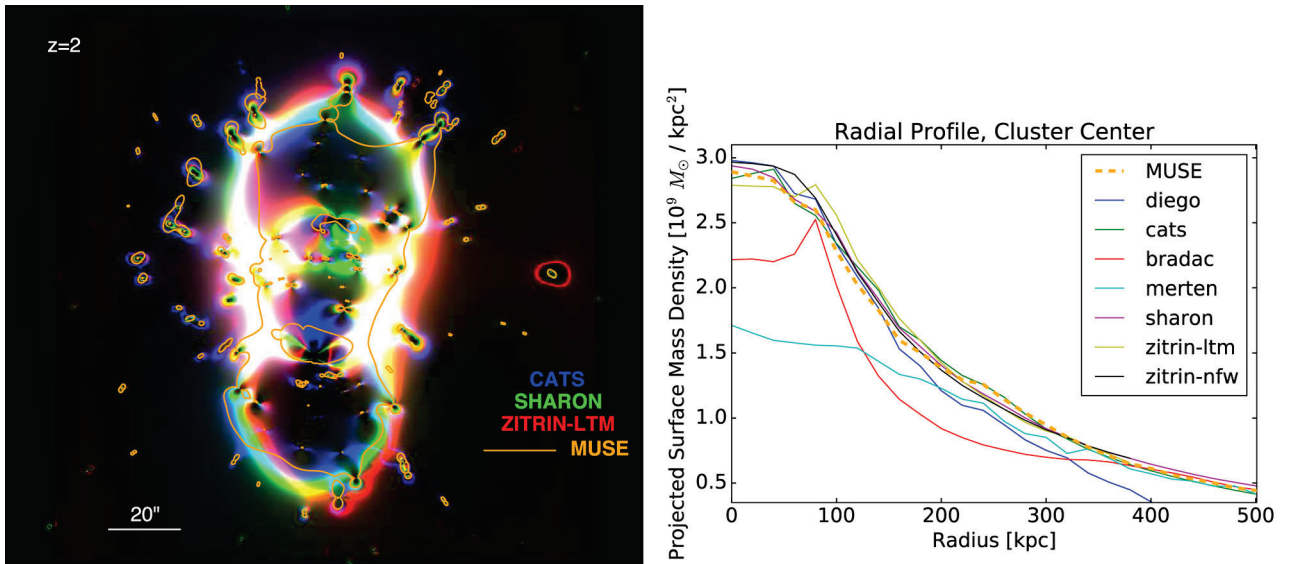 z=2
CATS
SHARON
ZITRIN-LTM
MUSE
20"
Radial Profile, Cluster Center
Projected Surface Mass Density [10⁹ M⊙ / kpc²]
3.0
2.5
2.0
1.5
1.0
0.5
MUSE
diego
cats
bradac
merten
sharon
zitrin-ltm
zitrin-nfw
0 100 200 300 400 500
Radius [kpc]